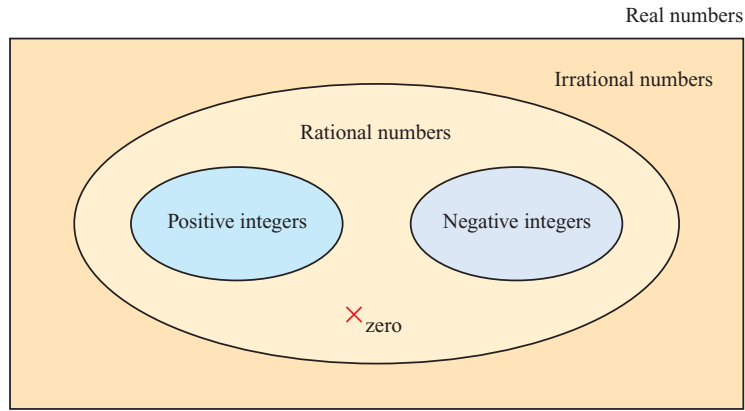 Real numbers
Irrational numbers
Rational numbers
Positive integers
Negative integers
zero